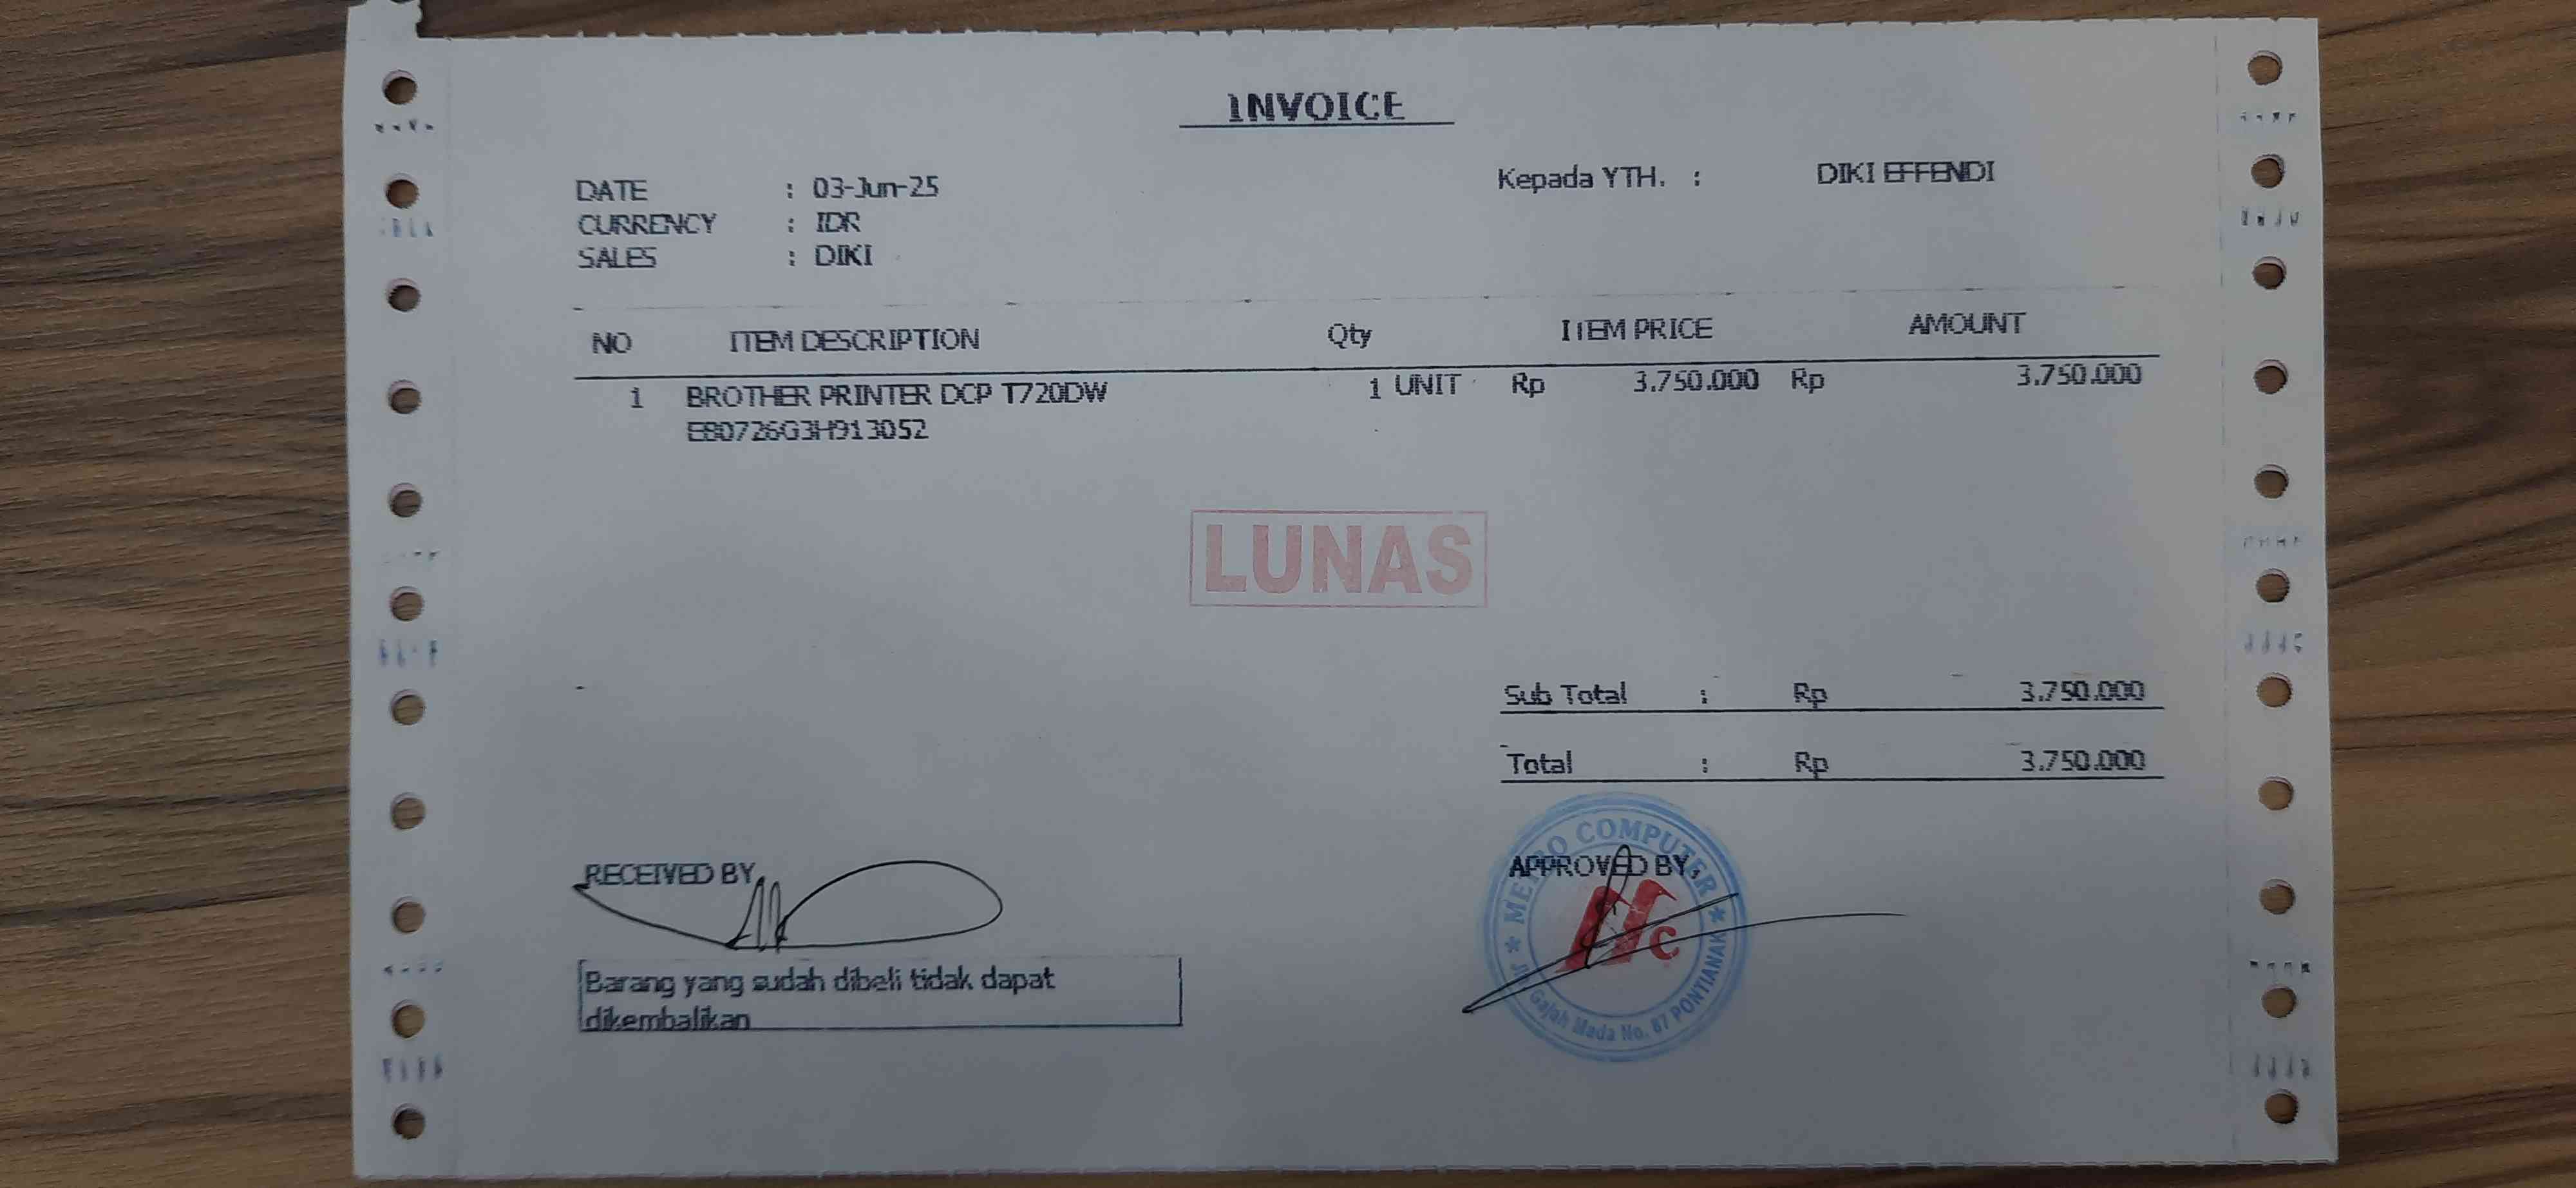 INVOICE
DATE : 03-Jun-25
Kepada YTH. : DIKI EFFENDI
CURRENCY : IDR
SALES : DIKI
NO ITEM DESCRIPTION Qty ITEM PRICE AMOUNT
1 BROTHER PRINTER DCP T720DW 1 UNIT Rp 3.750.000 Rp 3.750.000
E80726G3H913052
LUNAS
Sub Total : Rp 3.750.000
Total : Rp 3.750.000
RECEIVED BY,
APPROVED BY,
METRO COMPUTER
Jl. Gajah Mada No. 87 PONTIANAK
Barang yang sudah dibeli tidak dapat
dikembalikan